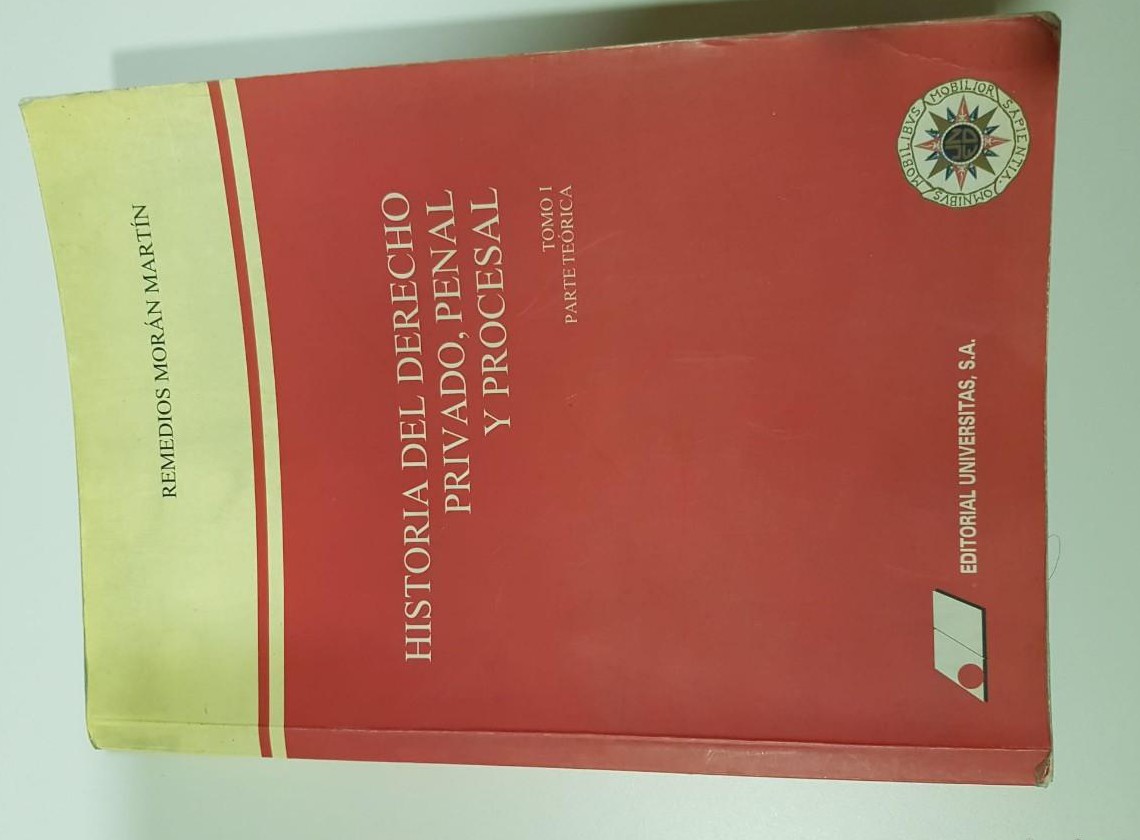 REMEDIOS MORÁN MARTÍN
HISTORIA DEL DERECHO
PRIVADO, PENAL
Y PROCESAL
TOMO I
PARTE TEÓRICA
EDITORIAL UNIVERSITAS, S.A.
OMNIBVS MOBILIBVS MOBILIOR SAPIENTIA